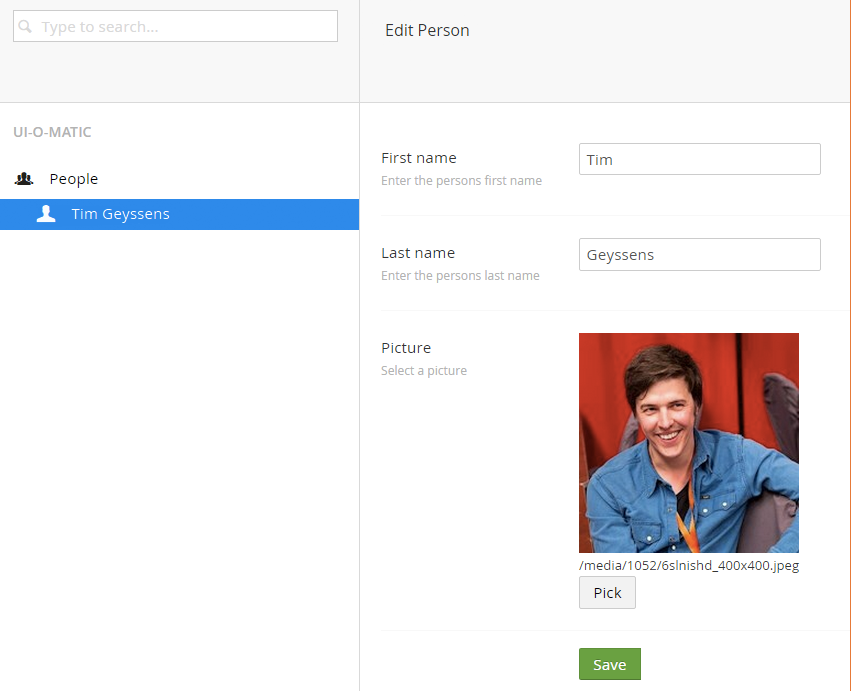 Type to search...
Edit Person
UI-O-MATIC
People
Tim Geyssens
First name
Enter the persons first name
Tim
Last name
Enter the persons last name
Geyssens
Picture
Select a picture
/media/1052/6slnishd_400x400.jpeg
Pick
Save